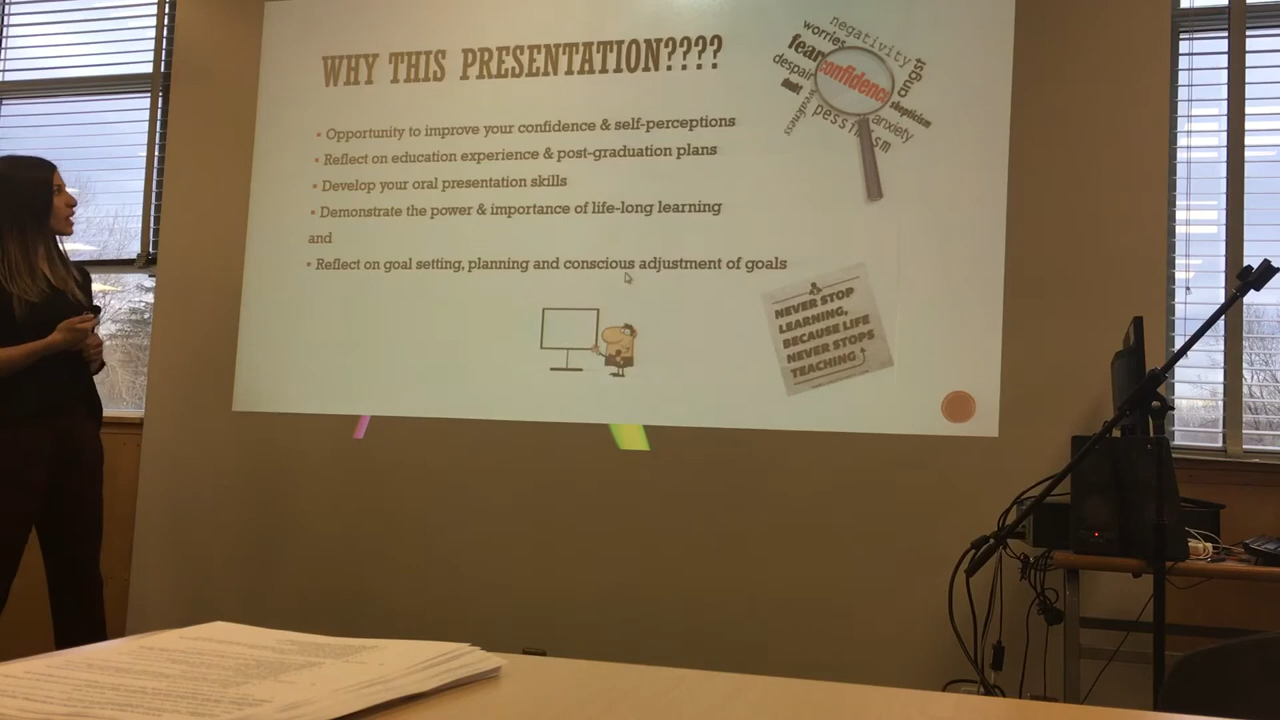 WHY THIS PRESENTATION????
▪ Opportunity to improve your confidence & self-perceptions
▪ Reflect on education experience & post-graduation plans
▪ Develop your oral presentation skills
▪ Demonstrate the power & importance of life-long learning
and
▪ Reflect on goal setting, planning and conscious adjustment of goals
negativity
worries
fear
despair
doubt
weakness
confidence
angst
skepticism
anxiety
pessimism
NEVER STOP
LEARNING,
BECAUSE LIFE
NEVER STOPS
TEACHING